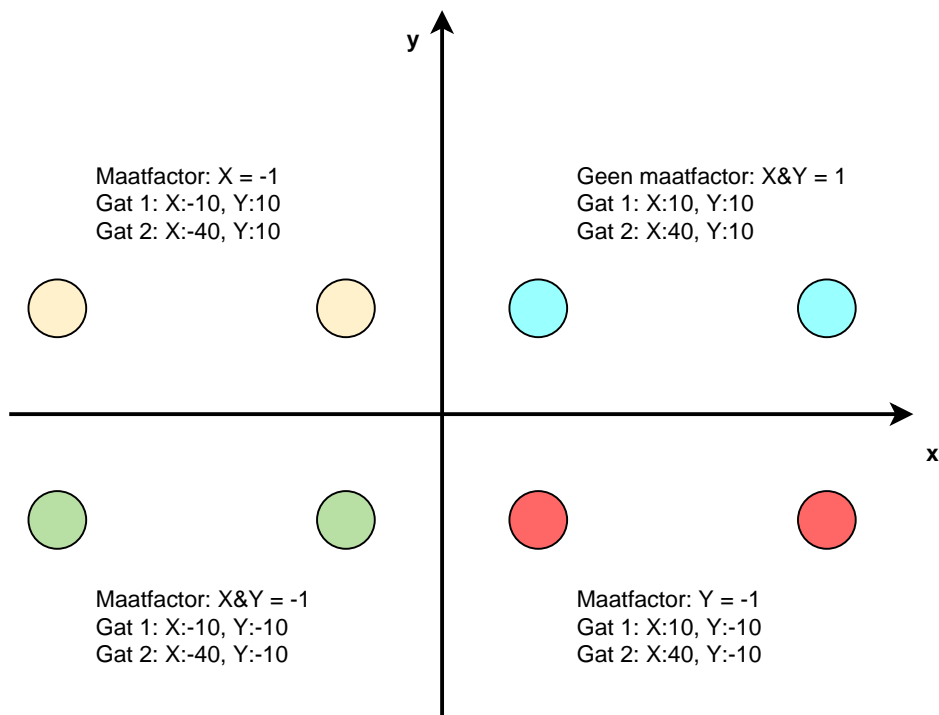 y
Maatfactor: X = -1
Gat 1: X:-10, Y:10
Gat 2: X:-40, Y:10
Geen maatfactor: X&Y = 1
Gat 1: X:10, Y:10
Gat 2: X:40, Y:10
x
Maatfactor: X&Y = -1
Gat 1: X:-10, Y:-10
Gat 2: X:-40, Y:-10
Maatfactor: Y = -1
Gat 1: X:10, Y:-10
Gat 2: X:40, Y:-10